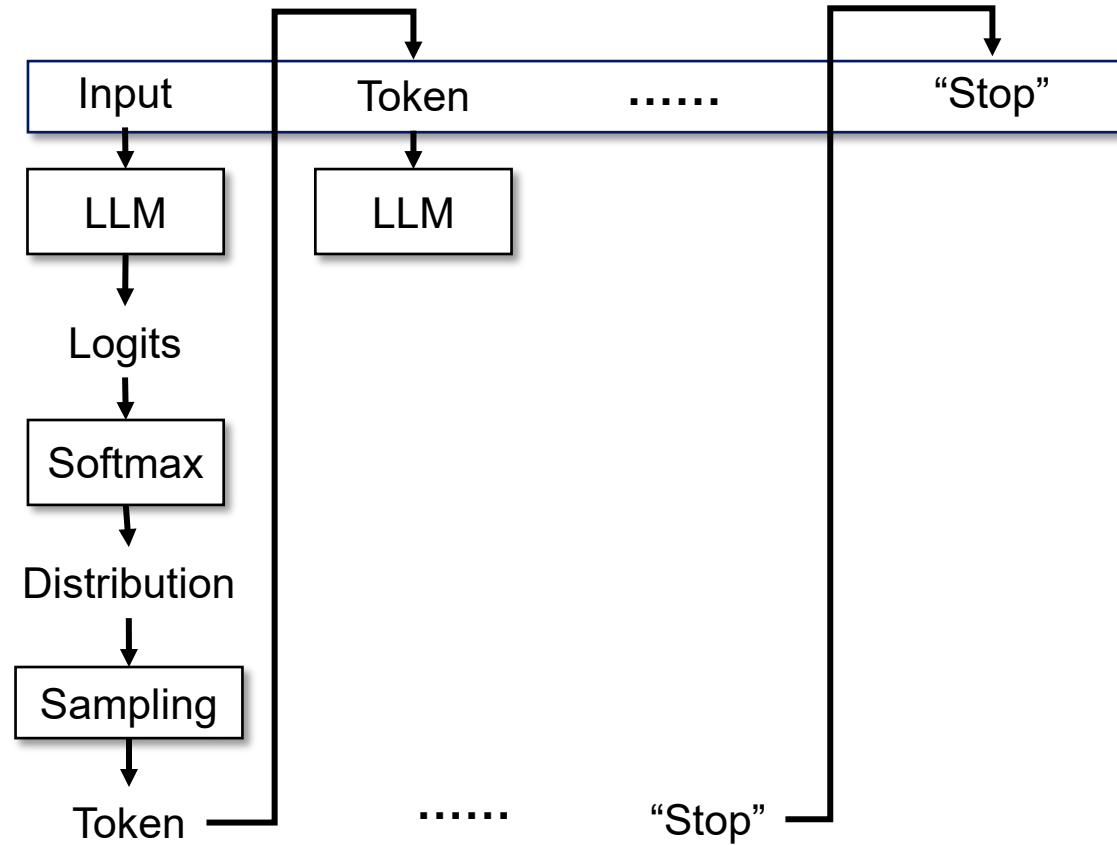 Input Token ...... “Stop”
LLM LLM
Logits
Softmax
Distribution
Sampling
Token ...... “Stop”